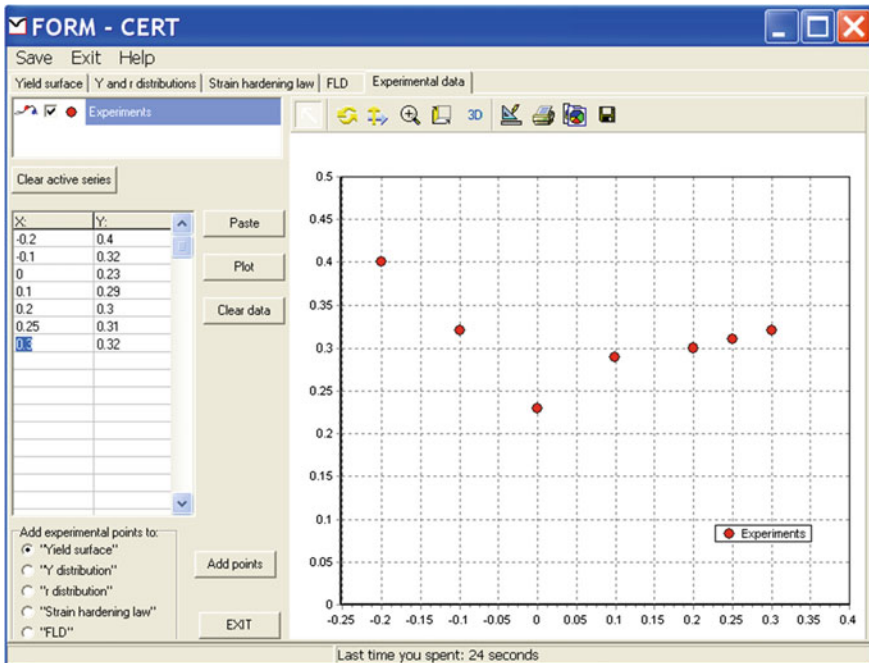 FORM - CERT
Save Exit Help
Yield surface Y and r distributions Strain hardening law FLD Experimental data
Experiments
3D
Clear active series
X: Y:
-0.2 0.4
-0.1 0.32
0 0.23
0.1 0.29
0.2 0.3
0.25 0.31
0.3 0.32
Paste
Plot
Clear data
Add experimental points to:
"Yield surface"
"Y distribution"
"r distribution"
"Strain hardening law"
"FLD"
Add points
EXIT
0.5
0.45
0.4
0.35
0.3
0.25
0.2
0.15
0.1
0.05
0
-0.25 -0.2 -0.15 -0.1 -0.05 0 0.05 0.1 0.15 0.2 0.25 0.3 0.35 0.4
Experiments
Last time you spent: 24 seconds